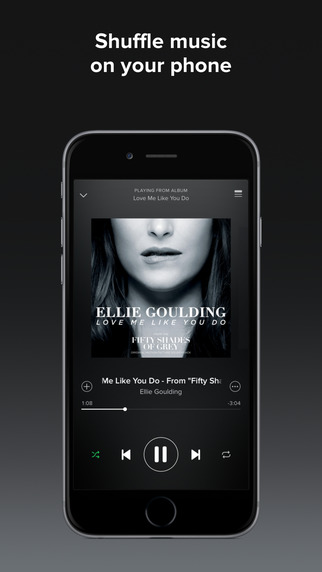 Shuffle music
on your phone
PLAYING FROM ALBUM
Love Me Like You Do
ELLIE GOULDING
LOVE ME LIKE YOU DO
FIFTY SHADES
OF GREY
Me Like You Do - From "Fifty Sha
Ellie Goulding
1:08
-3:04